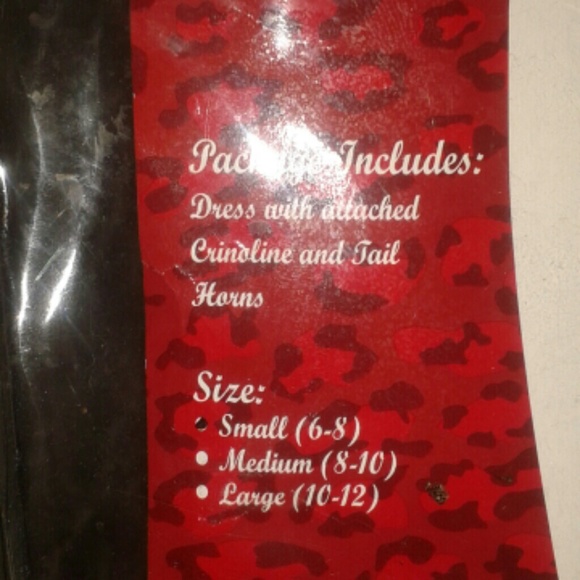 Package Includes:
Dress with attached
Crinoline and Tail
Horns
Size:
• Small (6-8)
• Medium (8-10)
• Large (10-12)